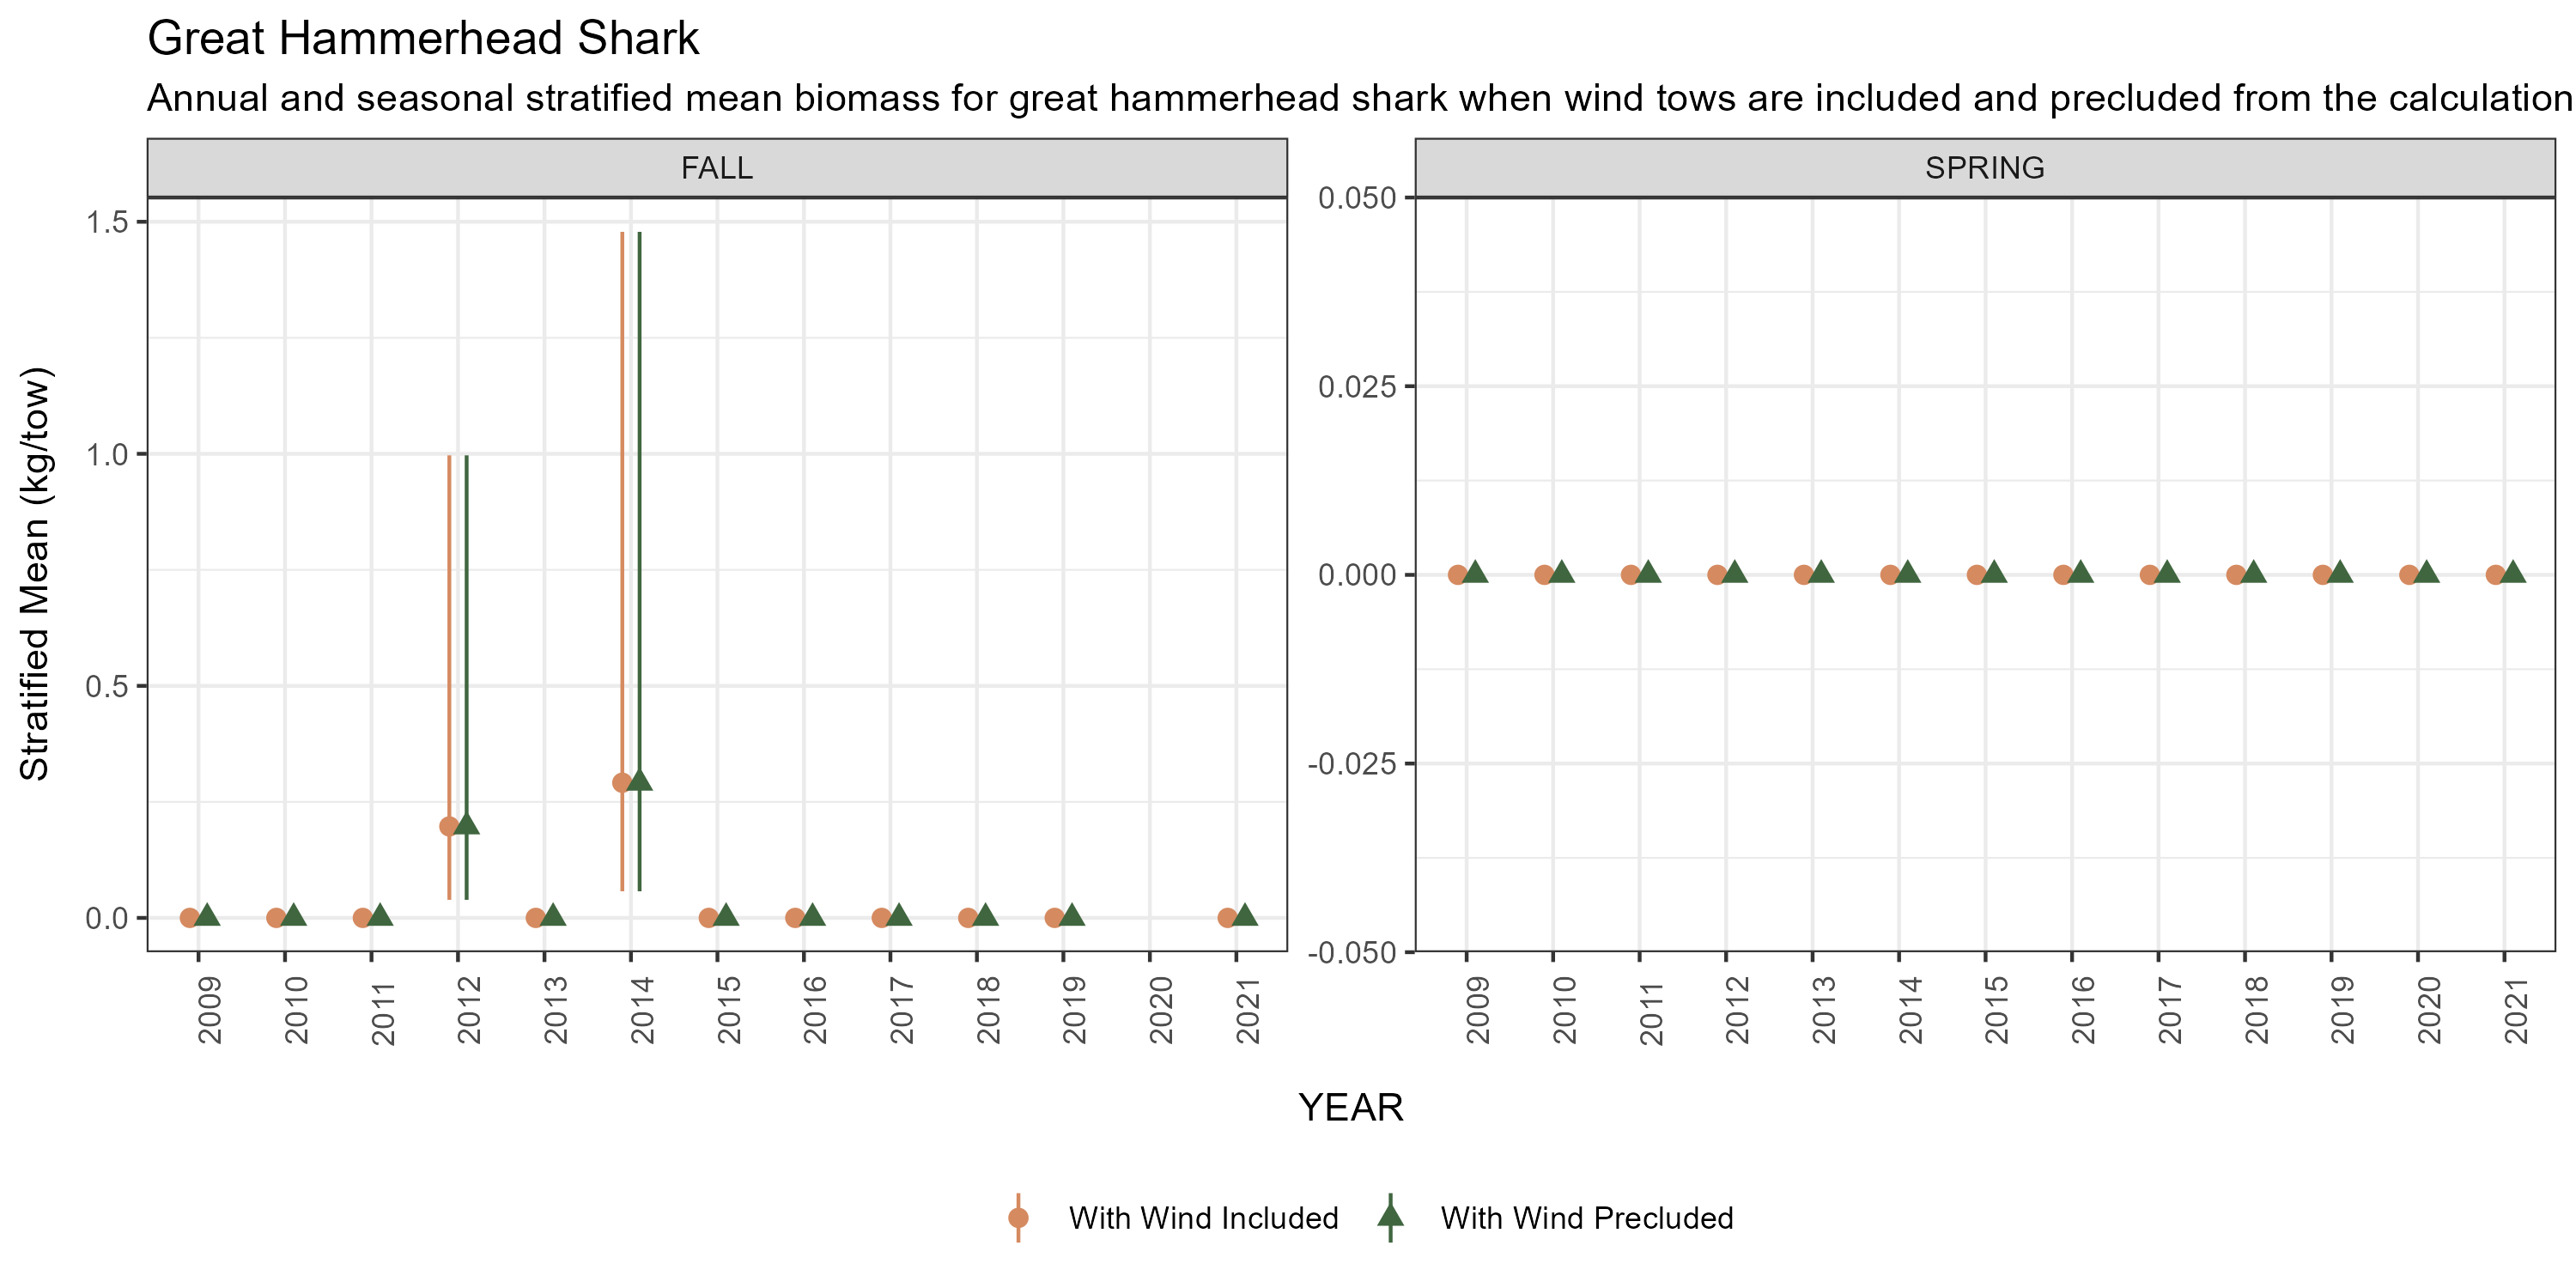 Great Hammerhead Shark
Annual and seasonal stratified mean biomass for great hammerhead shark when wind tows are included and precluded from the calculation
FALL
SPRING
Stratified Mean (kg/tow)
1.5
1.0
0.5
0.0
0.050
0.025
0.000
-0.025
-0.050
2009 2010 2011 2012 2013 2014 2015 2016 2017 2018 2019 2020 2021
2009 2010 2011 2012 2013 2014 2015 2016 2017 2018 2019 2020 2021
YEAR
With Wind Included
With Wind Precluded